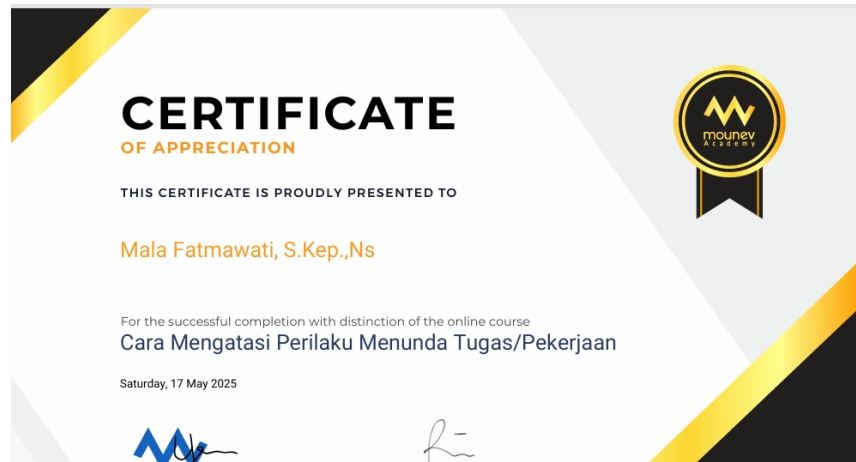 CERTIFICATE
OF APPRECIATION
mounev
Academy
THIS CERTIFICATE IS PROUDLY PRESENTED TO
Mala Fatmawati, S.Kep.,Ns
For the successful completion with distinction of the online course
Cara Mengatasi Perilaku Menunda Tugas/Pekerjaan
Saturday, 17 May 2025